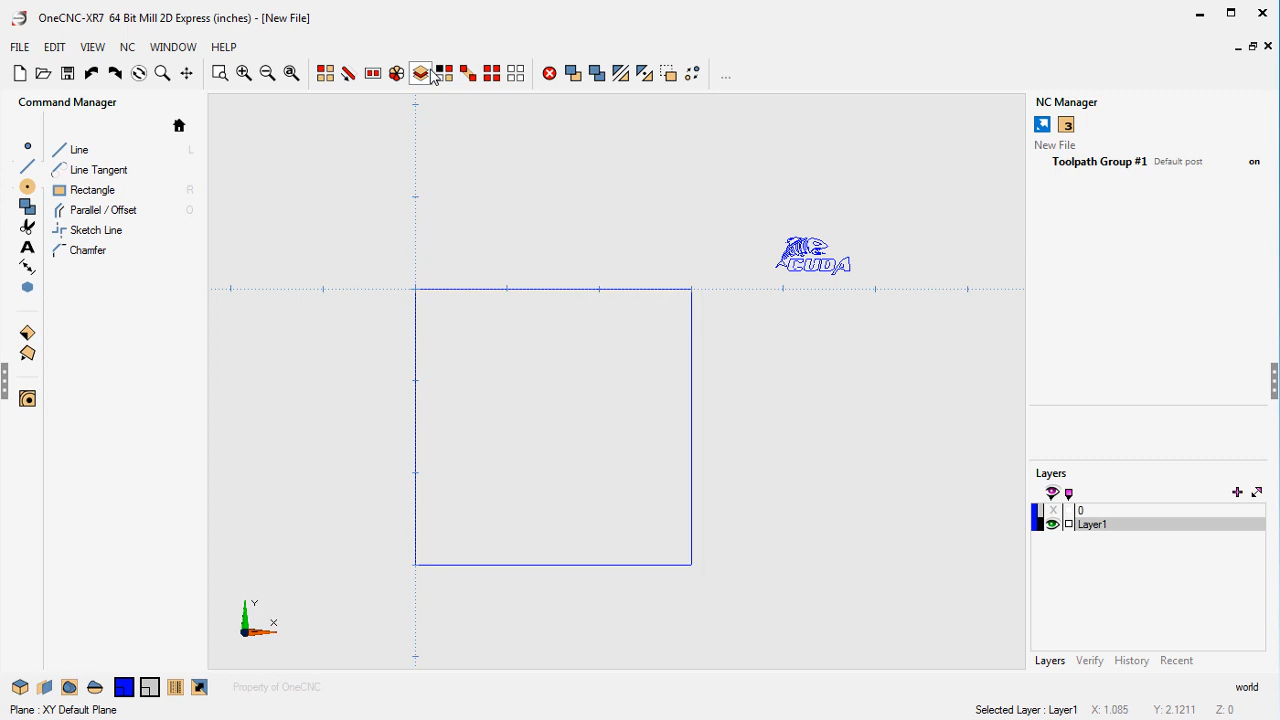 OneCNC-XR7 64 Bit Mill 2D Express (inches) - [New File]
FILE EDIT VIEW NC WINDOW HELP
...
Command Manager
NC Manager
3
New File
Toolpath Group #1 Default post on
Line L
Line Tangent
Rectangle R
Parallel / Offset O
Sketch Line
Chamfer
A
CUDA
Layers
X 0
Layer1
Y
X
Layers Verify History Recent
Property of OneCNC
world
Plane : XY Default Plane
Selected Layer : Layer1 X: 1.085 Y: 2.1211 Z: 0